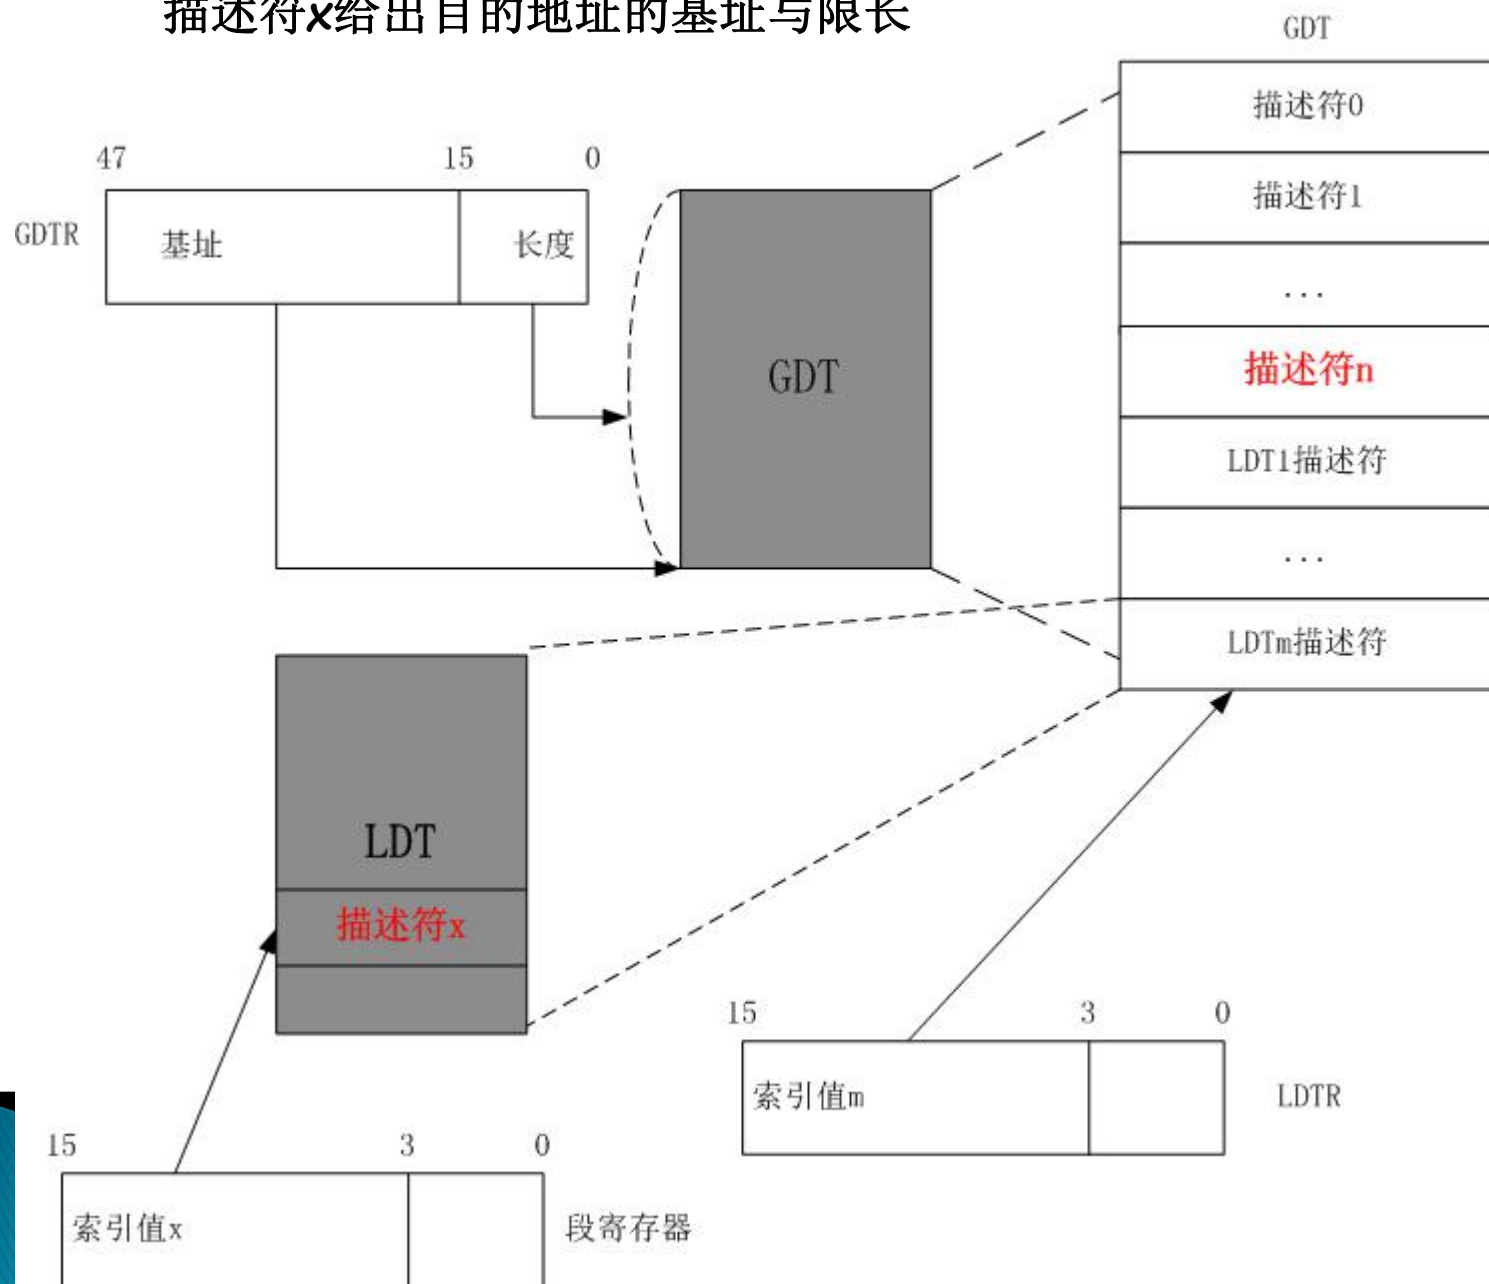 描述符x给出目的地址的基址与限长
GDT
描述符0
描述符1
...
描述符n
LDT1描述符
...
LDTm描述符
47 15 0
GDTR
基址
长度
GDT
LDT
描述符x
15 3 0
索引值m
LDTR
15 3 0
索引值x
段寄存器